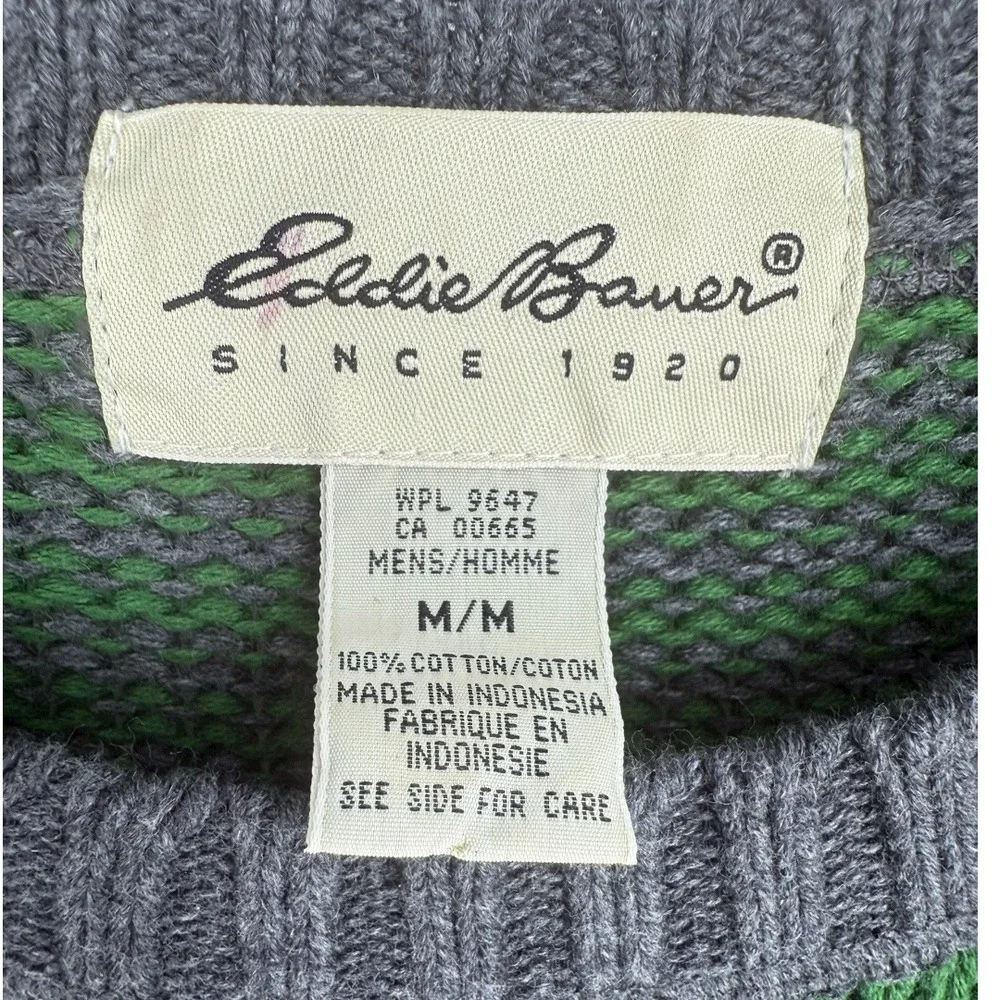 Eddie Bauer®
SINCE 1920
WPL 9647
CA 00665
MENS/HOMME
M/M
100% COTTON/COTON
MADE IN INDONESIA
FABRIQUE EN
INDONESIE
SEE SIDE FOR CARE